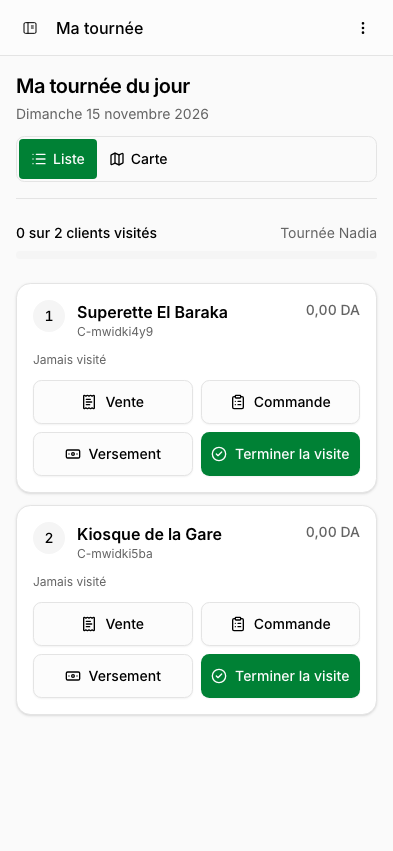 Ma tournée
Ma tournée du jour
Dimanche 15 novembre 2026
Liste
Carte
0 sur 2 clients visités
Tournée Nadia
1
Superette El Baraka
0,00 DA
C-mwidki4y9
Jamais visité
Vente
Commande
Versement
Terminer la visite
2
Kiosque de la Gare
0,00 DA
C-mwidki5ba
Jamais visité
Vente
Commande
Versement
Terminer la visite